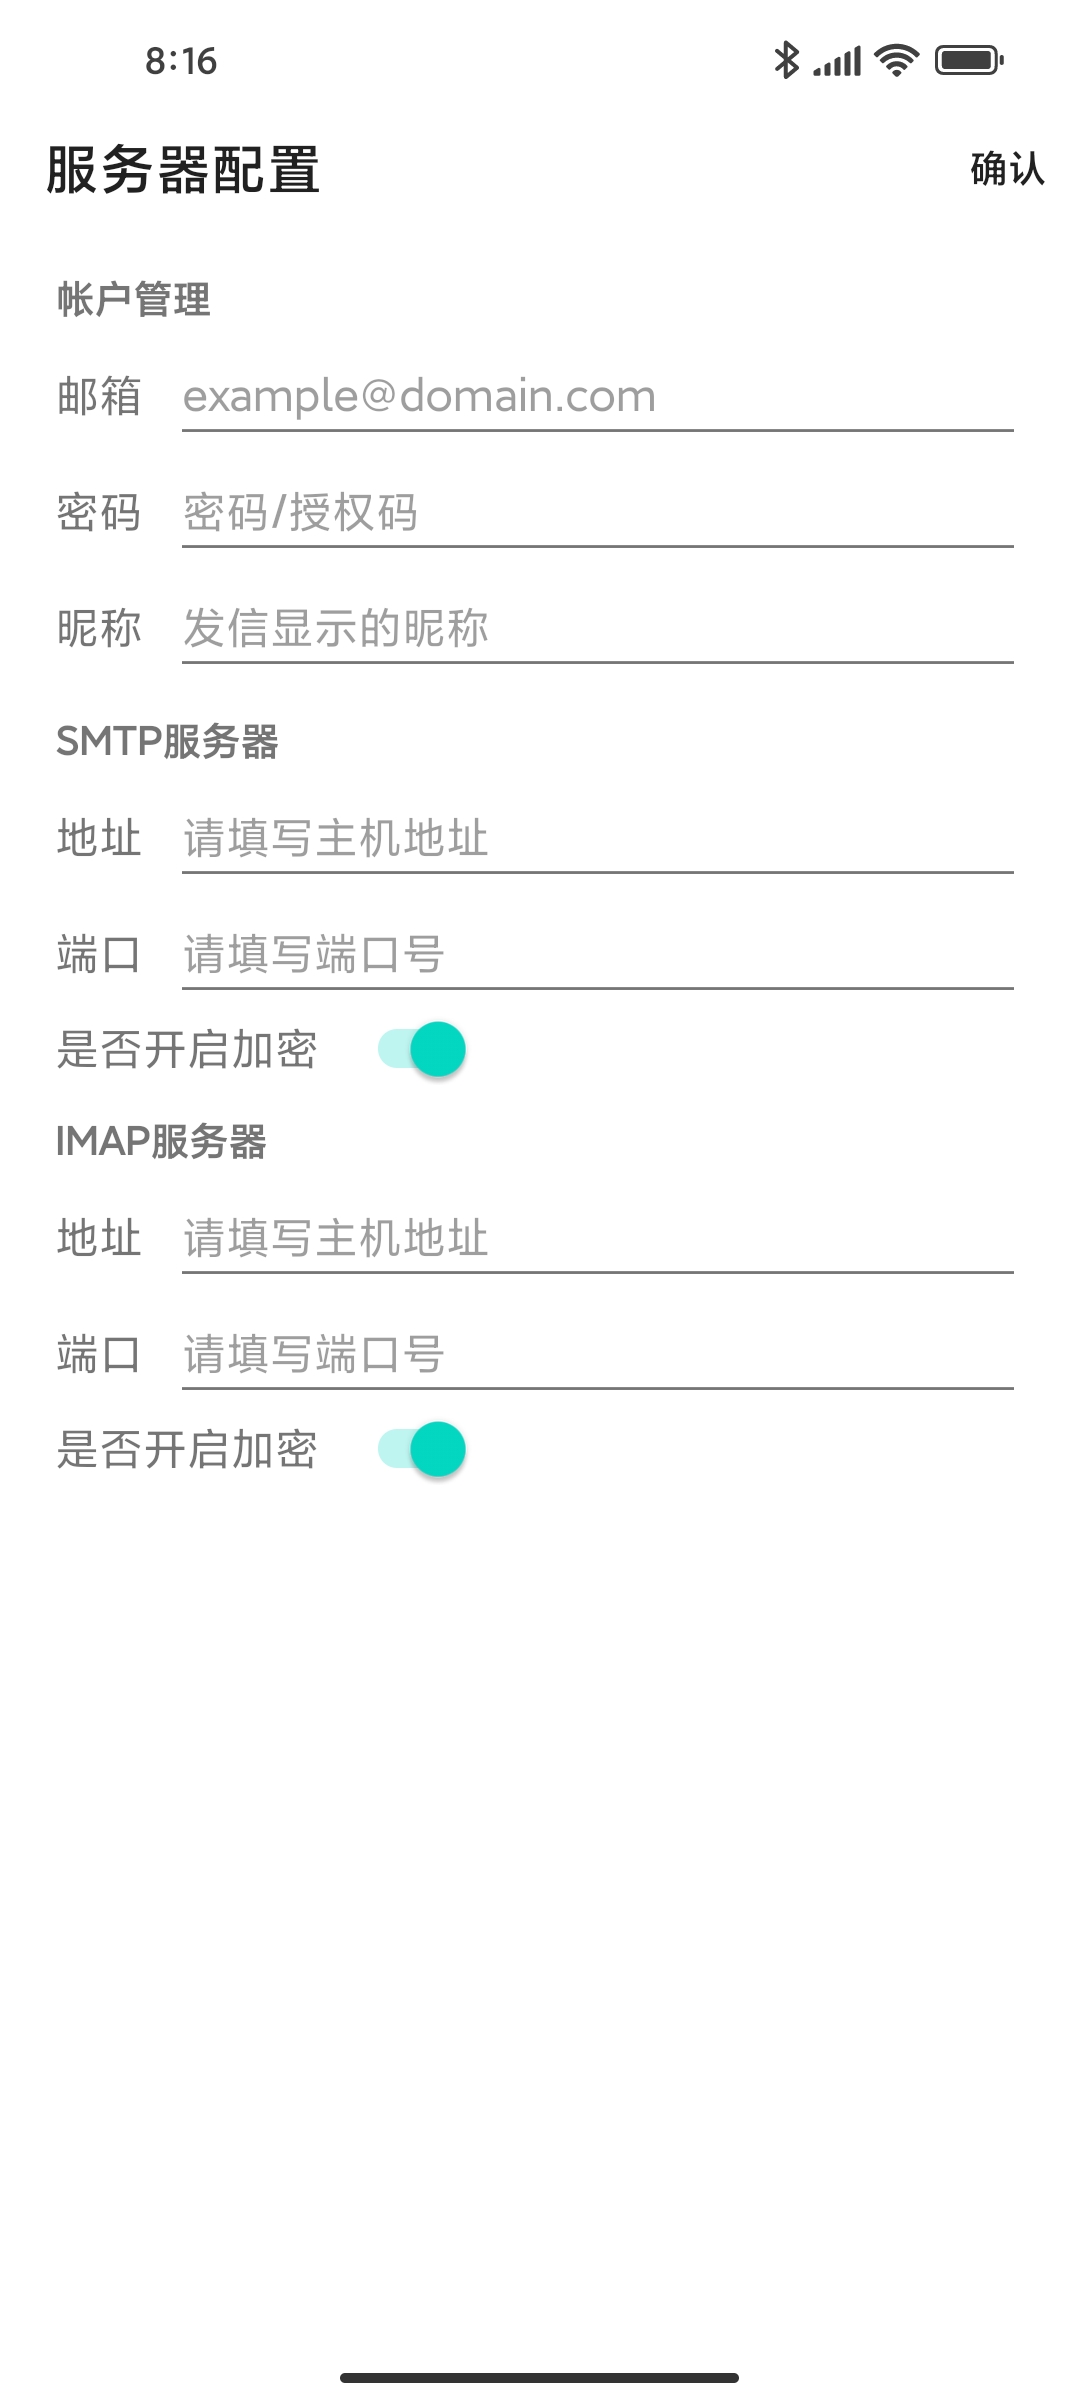 8:16
服务器配置 确认
帐户管理
邮箱 example@domain.com
密码 密码/授权码
昵称 发信显示的昵称
SMTP服务器
地址 请填写主机地址
端口 请填写端口号
是否开启加密
IMAP服务器
地址 请填写主机地址
端口 请填写端口号
是否开启加密